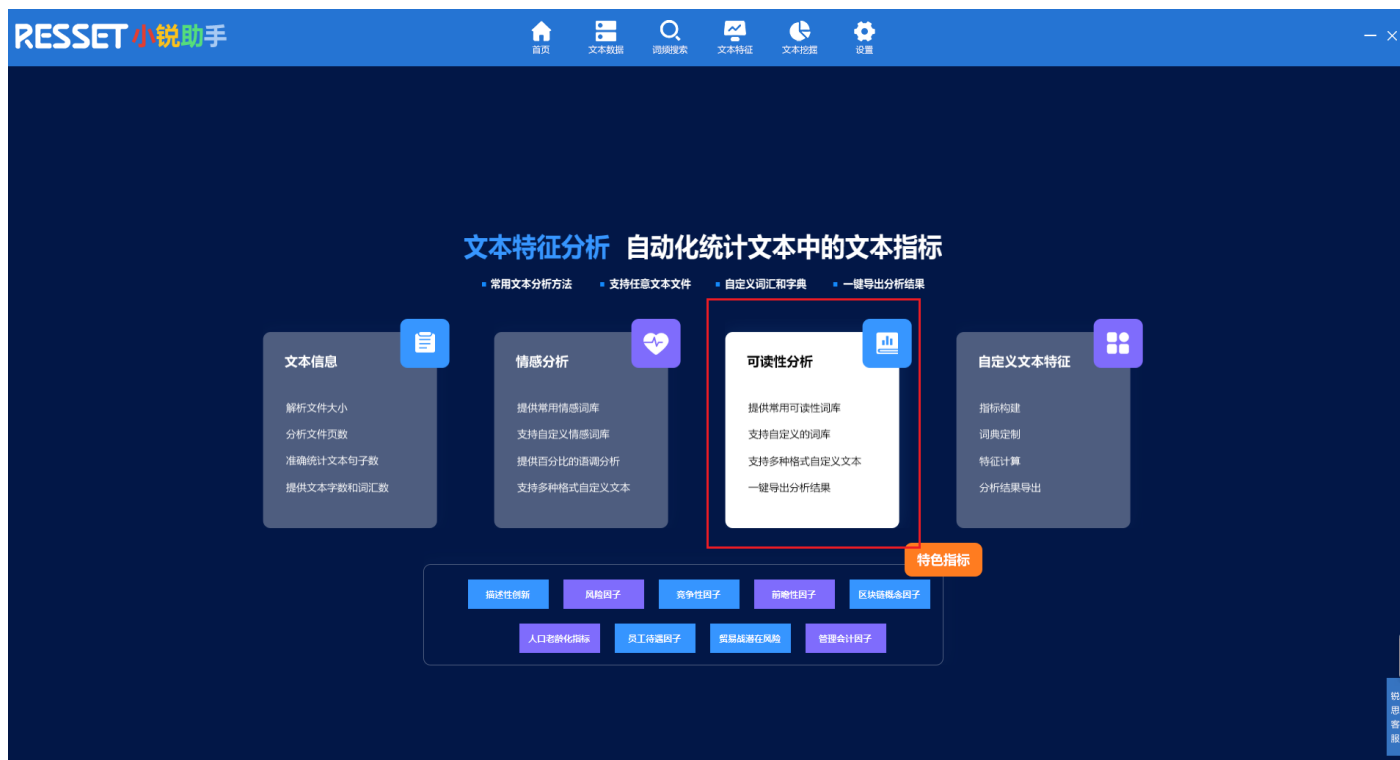 RESSET 小锐助手
首页 文本数据 词频搜索 文本特征 文本挖掘 设置
文本特征分析 自动化统计文本中的文本指标
常用文本分析方法 支持任意文本文件 自定义词汇和字典 一键导出分析结果
文本信息
解析文件大小
分析文件页数
准确统计文本句子数
提供文本字数和词汇数
情感分析
提供常用情感词库
支持自定义情感词库
提供百分比的语调分析
支持多种格式自定义文本
可读性分析
提供常用可读性词库
支持自定义的词库
支持多种格式自定义文本
一键导出分析结果
自定义文本特征
指标构建
词典定制
特征计算
分析结果导出
特色指标
描述性创新 风险因子 竞争性因子 前瞻性因子 区块链概念因子
人口老龄化指标 员工待遇因子 贸易战潜在风险 管理会计因子
锐思客服